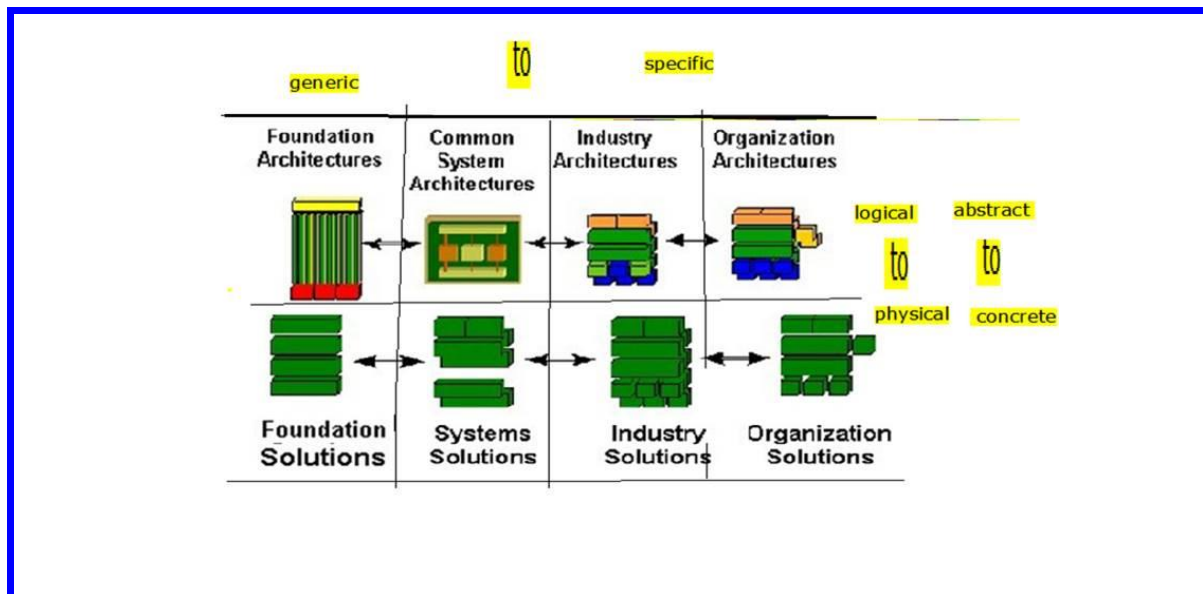 generic to specific
Foundation Architectures
Common System Architectures
Industry Architectures
Organization Architectures
logical to physical
abstract to concrete
Foundation Solutions
Systems Solutions
Industry Solutions
Organization Solutions